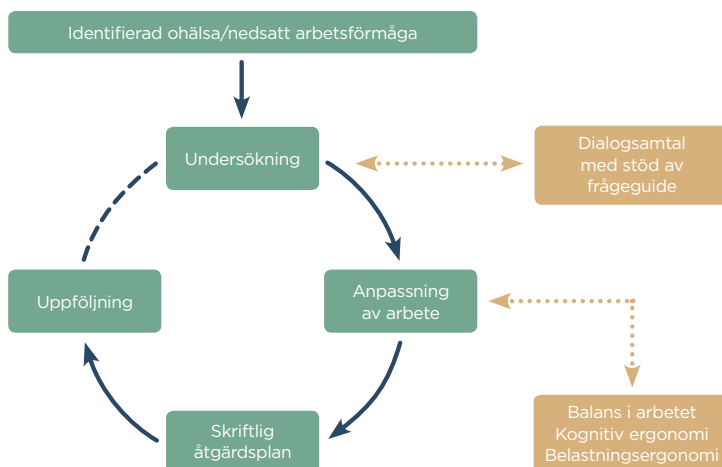 Identifierad ohälsa/nedsatt arbetsförmåga
Undersökning
Dialogsamtal
med stöd av
frågeguide
Uppföljning
Anpassning
av arbete
Skriftlig
åtgärdsplan
Balans i arbetet
Kognitiv ergonomi
Belastningsergonomi